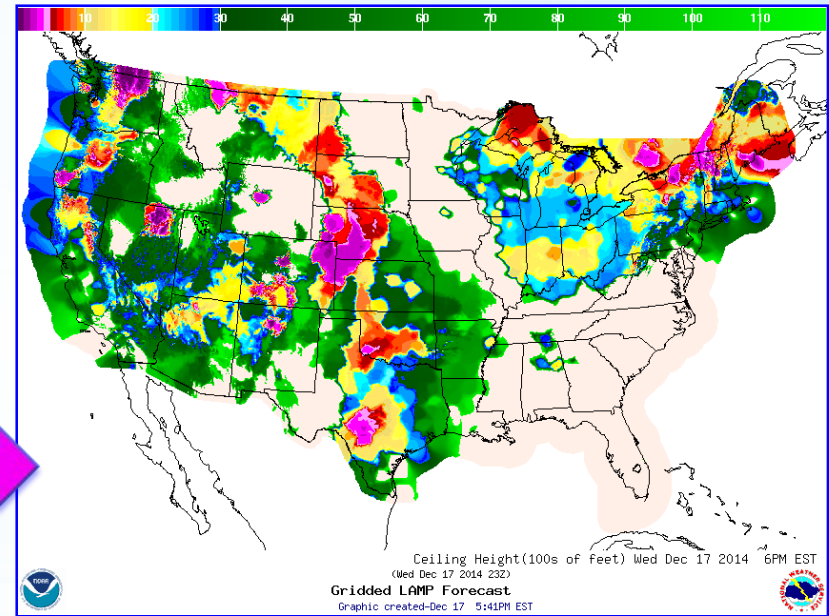 10 20 30 40 50 60 70 80 90 100 110
Ceiling Height(100s of feet) Wed Dec 17 2014 6PM EST
(Wed Dec 17 2014 23Z)
Gridded LAMP Forecast
Graphic created-Dec 17 5:41PM EST
NOAA